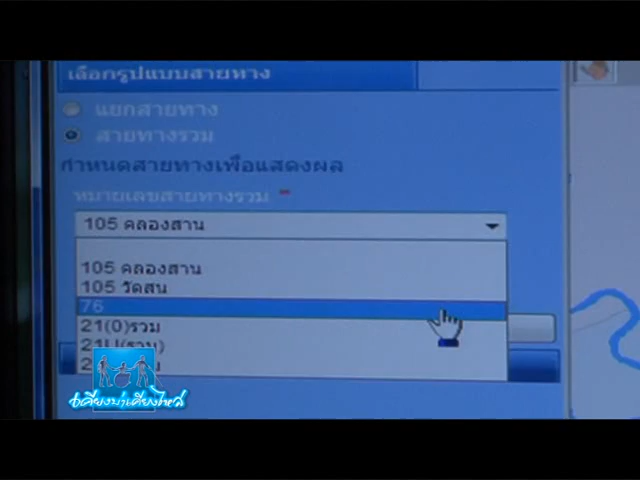 เลือกรูปแบบสายทาง
แยกสายทาง
สายทางรวม
กำหนดสายทางเพื่อแสดงผล
หมายเลขสายทางรวม
105 คลองสาน
105 คลองสาน
105 วัดสน
76
21(0)รวม